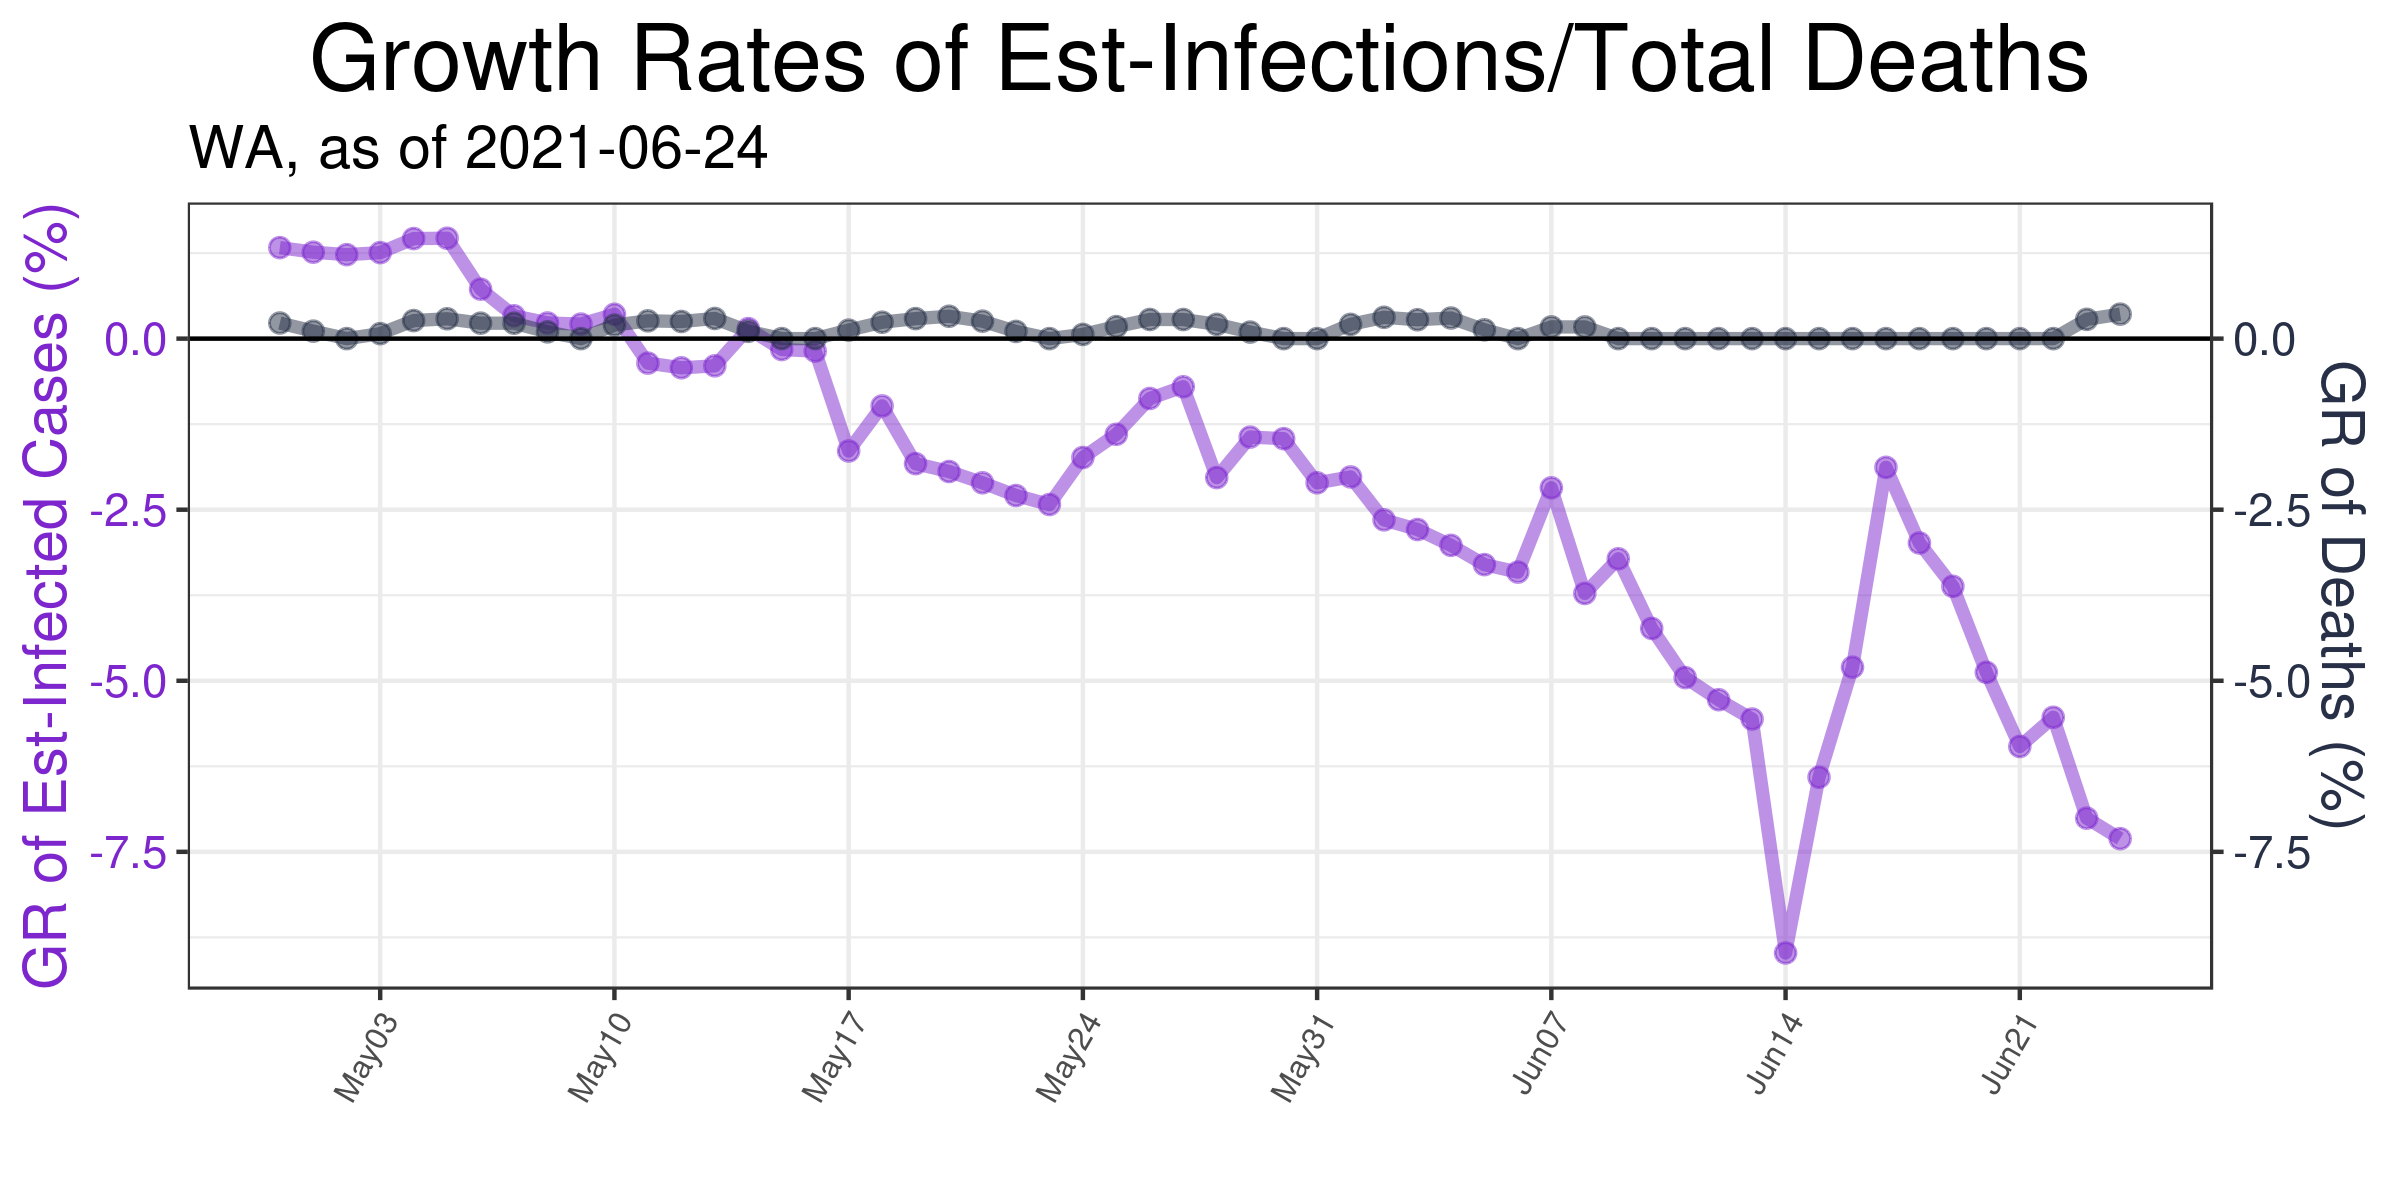 Growth Rates of Est-Infections/Total Deaths
WA, as of 2021-06-24
GR of Est-Infected Cases (%)
0.0
-2.5
-5.0
-7.5
0.0
-2.5
-5.0
-7.5
GR of Deaths (%)
May03
May10
May17
May24
May31
Jun07
Jun14
Jun21